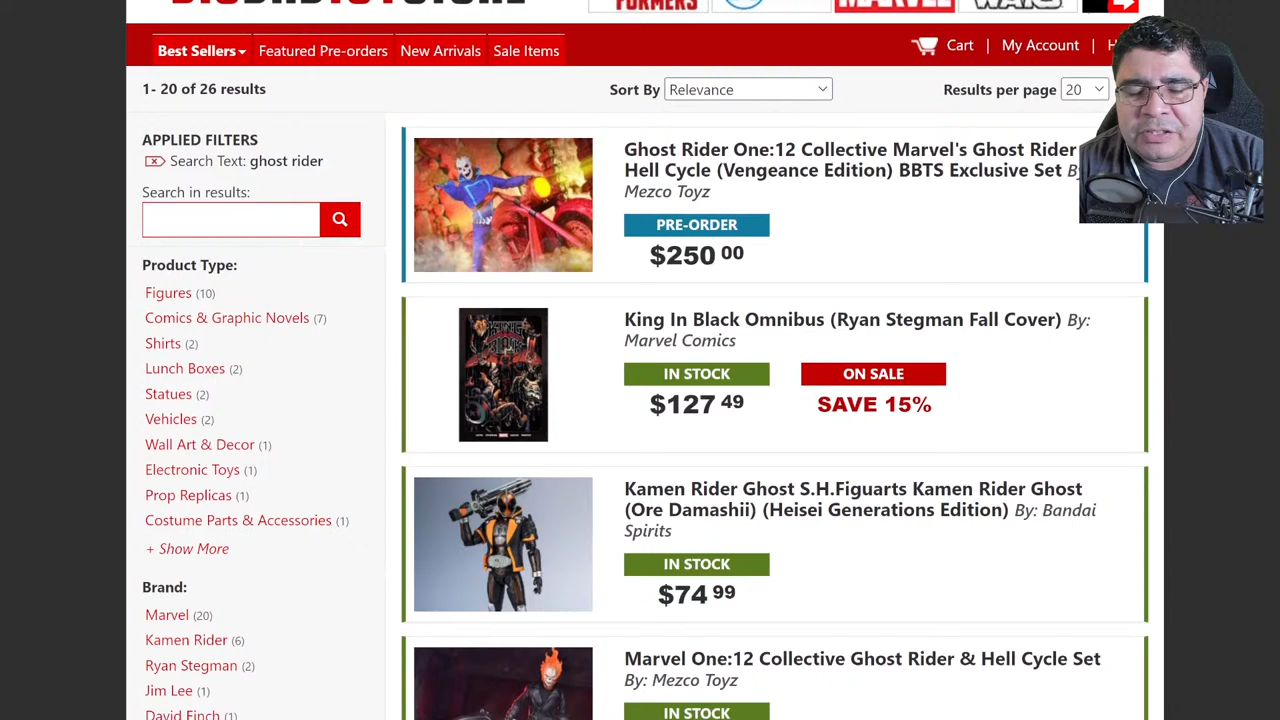 Best Sellers
Featured Pre-orders
New Arrivals
Sale Items
Cart | My Account |
1- 20 of 26 results
Sort By Relevance
Results per page 20
APPLIED FILTERS
Search Text: ghost rider
Search in results:
Product Type:
Figures (10)
Comics & Graphic Novels (7)
Shirts (2)
Lunch Boxes (2)
Statues (2)
Vehicles (2)
Wall Art & Decor (1)
Electronic Toys (1)
Prop Replicas (1)
Costume Parts & Accessories (1)
+ Show More
Brand:
Marvel (20)
Kamen Rider (6)
Ryan Stegman (2)
Jim Lee (1)
David Finch (1)
Ghost Rider One:12 Collective Marvel's Ghost Rider
Hell Cycle (Vengeance Edition) BBTS Exclusive Set
Mezco Toyz
PRE-ORDER
$250 00
King In Black Omnibus (Ryan Stegman Fall Cover) By:
Marvel Comics
IN STOCK
ON SALE
$127 49
SAVE 15%
Kamen Rider Ghost S.H.Figuarts Kamen Rider Ghost
(Ore Damashii) (Heisei Generations Edition) By: Bandai
Spirits
IN STOCK
$74 99
Marvel One:12 Collective Ghost Rider & Hell Cycle Set
By: Mezco Toyz
IN STOCK